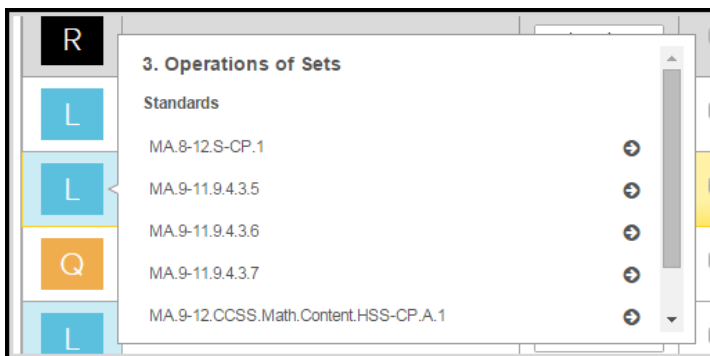 R
3. Operations of Sets
Standards
L
MA.8-12.S-CP.1
L
MA.9-11.9.4.3.5
MA.9-11.9.4.3.6
Q
MA.9-11.9.4.3.7
MA.9-12.CCSS.Math.Content.HSS-CP.A.1
L